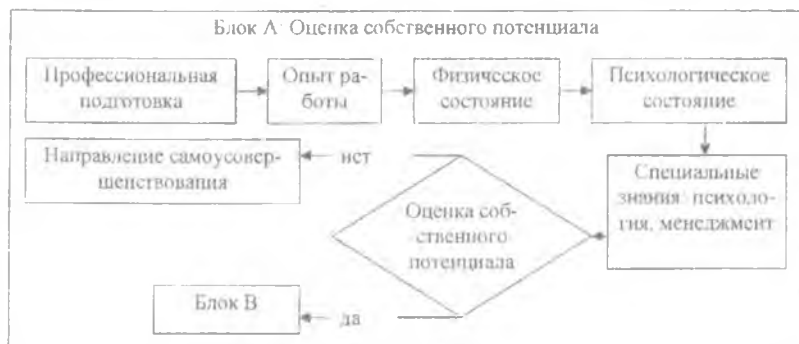 Блок А: Оценка собственного потенциала
Профессиональная
подготовка
Опыт ра-
боты
Физическое
состояние
Психологическое
состояние
Направление самоусовер-
шенствования
нет
Специальные
знания: психоло-
гия, менеджмент
Оценка соб-
ственного
потенциала
Блок В
да